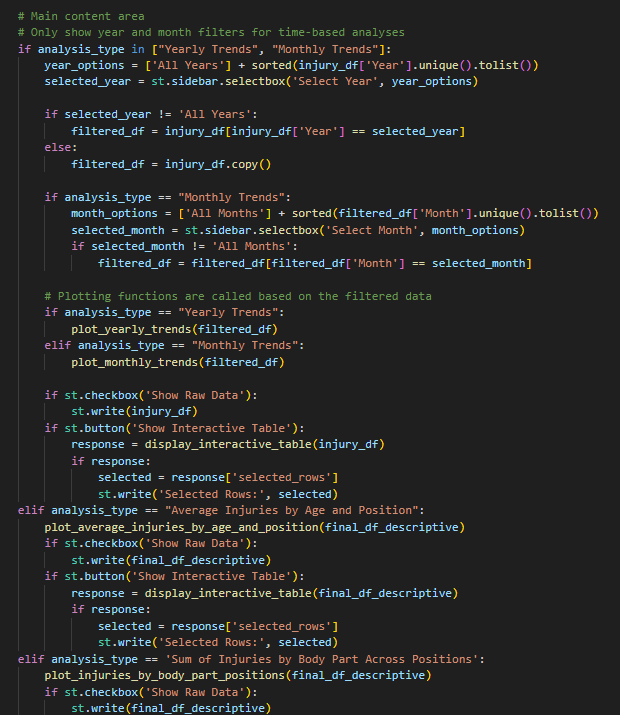 # Main content area
# Only show year and month filters for time-based analyses
if analysis_type in ["Yearly Trends", "Monthly Trends"]:
    year_options = ['All Years'] + sorted(injury_df['Year'].unique().tolist())
    selected_year = st.sidebar.selectbox('Select Year', year_options)

    if selected_year != 'All Years':
        filtered_df = injury_df[injury_df['Year'] == selected_year]
    else:
        filtered_df = injury_df.copy()

    if analysis_type == "Monthly Trends":
        month_options = ['All Months'] + sorted(filtered_df['Month'].unique().tolist())
        selected_month = st.sidebar.selectbox('Select Month', month_options)
        if selected_month != 'All Months':
            filtered_df = filtered_df[filtered_df['Month'] == selected_month]

    # Plotting functions are called based on the filtered data
    if analysis_type == "Yearly Trends":
        plot_yearly_trends(filtered_df)
    elif analysis_type == "Monthly Trends":
        plot_monthly_trends(filtered_df)

    if st.checkbox('Show Raw Data'):
        st.write(injury_df)
    if st.button('Show Interactive Table'):
        response = display_interactive_table(injury_df)
        if response:
            selected = response['selected_rows']
            st.write('Selected Rows:', selected)
elif analysis_type == "Average Injuries by Age and Position":
    plot_average_injuries_by_age_and_position(final_df_descriptive)
    if st.checkbox('Show Raw Data'):
        st.write(final_df_descriptive)
    if st.button('Show Interactive Table'):
        response = display_interactive_table(final_df_descriptive)
        if response:
            selected = response['selected_rows']
            st.write('Selected Rows:', selected)
elif analysis_type == 'Sum of Injuries by Body Part Across Positions':
    plot_injuries_by_body_part_positions(final_df_descriptive)
    if st.checkbox('Show Raw Data'):
        st.write(final_df_descriptive)